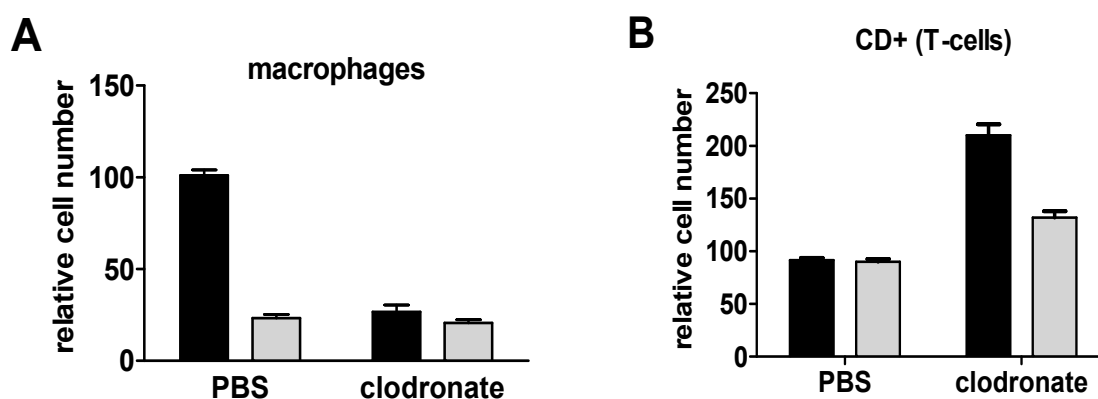 A
macrophages
relative cell number
150
100
50
0
PBS clodronate
B
CD+ (T-cells)
relative cell number
250
200
150
100
50
0
PBS clodronate